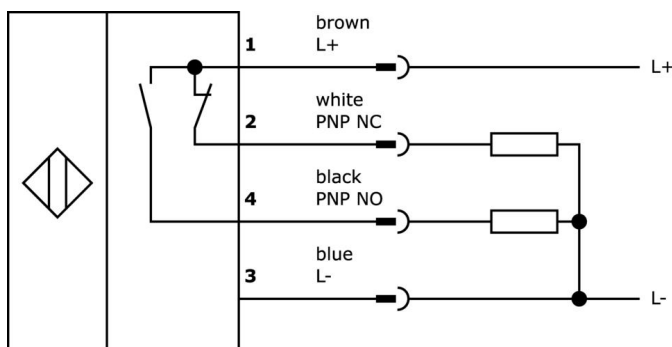 brown
1 L+
L+
white
2 PNP NC
black
4 PNP NO
blue
3 L-
L-